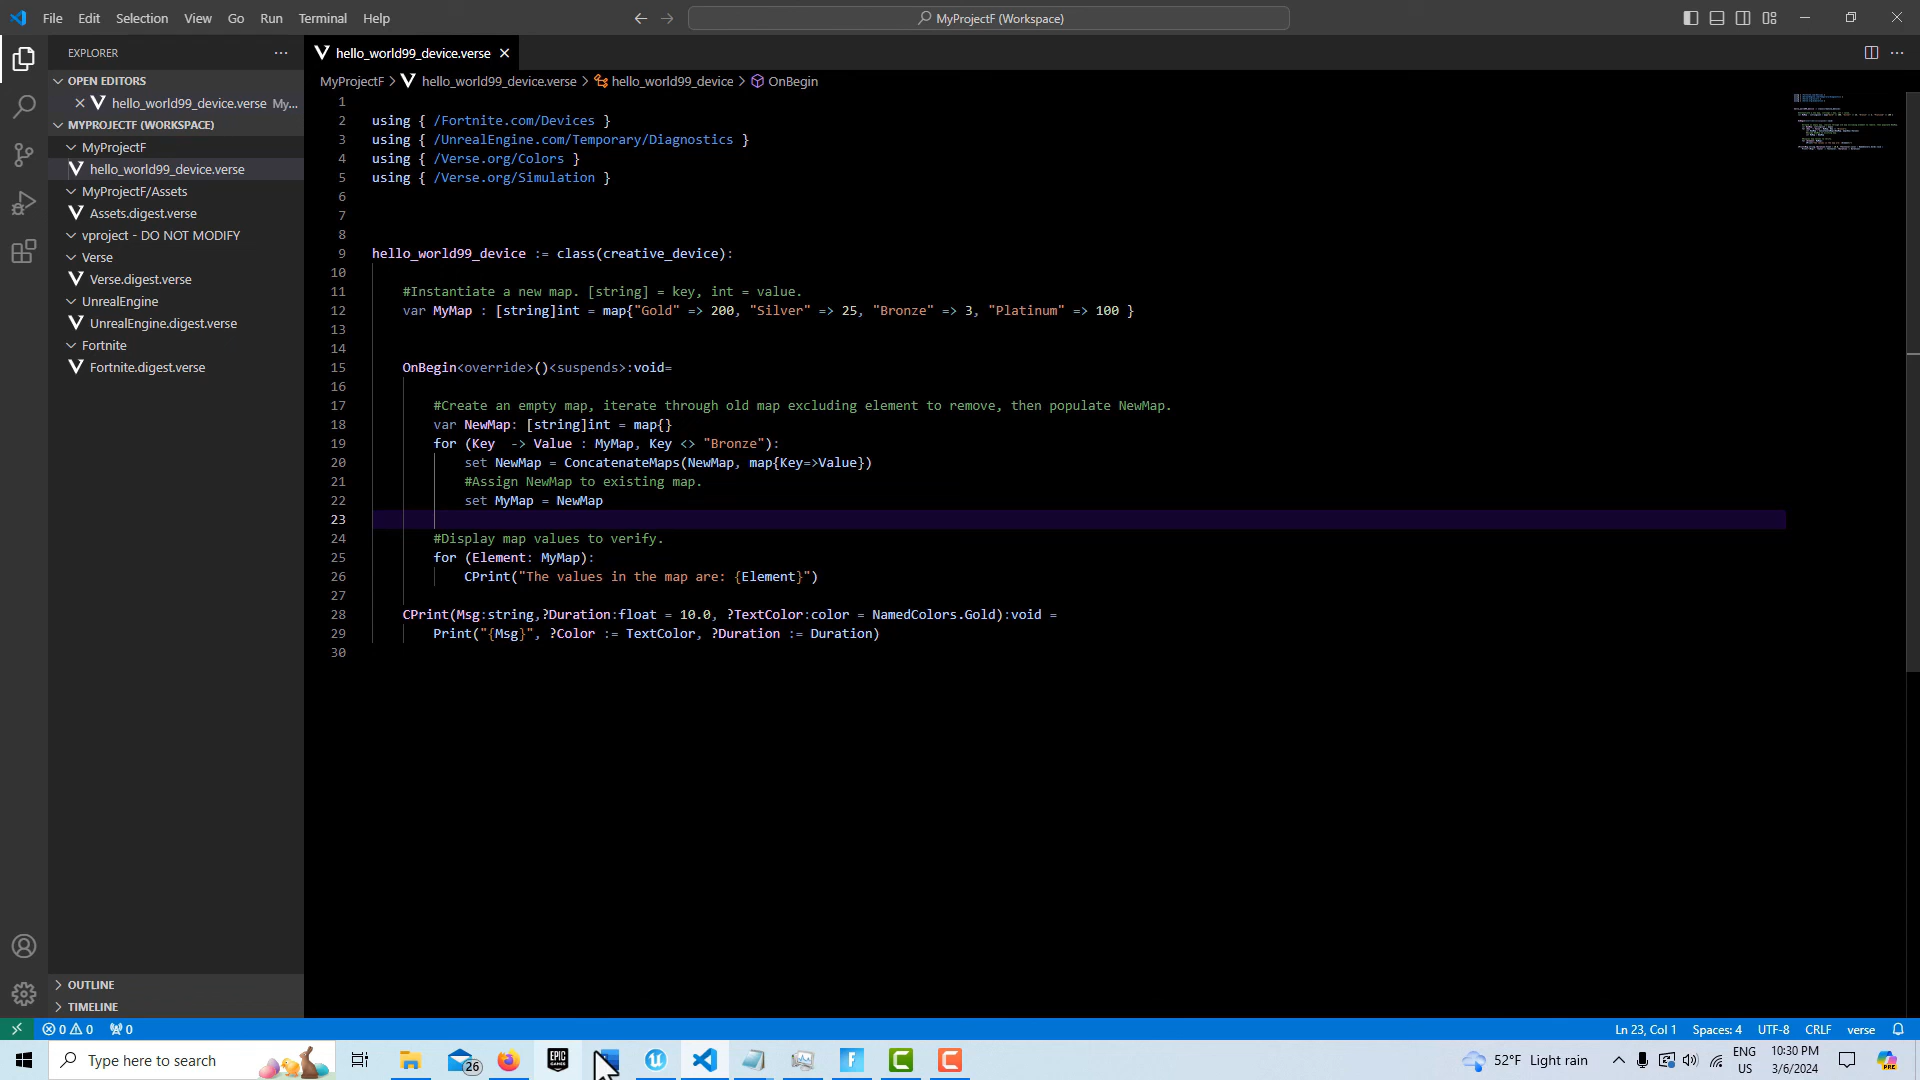 File Edit Selection View Go Run Terminal Help
MyProjectF (Workspace)
EXPLORER
hello_world99_device.verse
OPEN EDITORS
hello_world99_device.verse My...
MYPROJECTF (WORKSPACE)
MyProjectF
hello_world99_device.verse
MyProjectF/Assets
Assets.digest.verse
vproject - DO NOT MODIFY
Verse
Verse.digest.verse
UnrealEngine
UnrealEngine.digest.verse
Fortnite
Fortnite.digest.verse
OUTLINE
TIMELINE
MyProjectF > hello_world99_device.verse > hello_world99_device > OnBegin
1
2 using { /Fortnite.com/Devices }
3 using { /UnrealEngine.com/Temporary/Diagnostics }
4 using { /Verse.org/Colors }
5 using { /Verse.org/Simulation }
6
7
8
9 hello_world99_device := class(creative_device):
10
11 #Instantiate a new map. [string] = key, int = value.
12 var MyMap : [string]int = map{"Gold" => 200, "Silver" => 25, "Bronze" => 3, "Platinum" => 100 }
13
14
15 OnBegin<override>()<suspends>:void=
16
17 #Create an empty map, iterate through old map excluding element to remove, then populate NewMap.
18 var NewMap: [string]int = map{}
19 for (Key -> Value : MyMap, Key <> "Bronze"):
20 set NewMap = ConcatenateMaps(NewMap, map{Key=>Value})
21 #Assign NewMap to existing map.
22 set MyMap = NewMap
23
24 #Display map values to verify.
25 for (Element: MyMap):
26 CPrint("The values in the map are: {Element}")
27
28 CPrint(Msg:string,?Duration:float = 10.0, ?TextColor:color = NamedColors.Gold):void =
29 Print("{Msg}", ?Color := TextColor, ?Duration := Duration)
30
0 0 0
Ln 23, Col 1 Spaces: 4 UTF-8 CRLF verse
Type here to search
26
EPIC GAMES
52°F Light rain
ENG
US
10:30 PM
3/6/2024
PRE